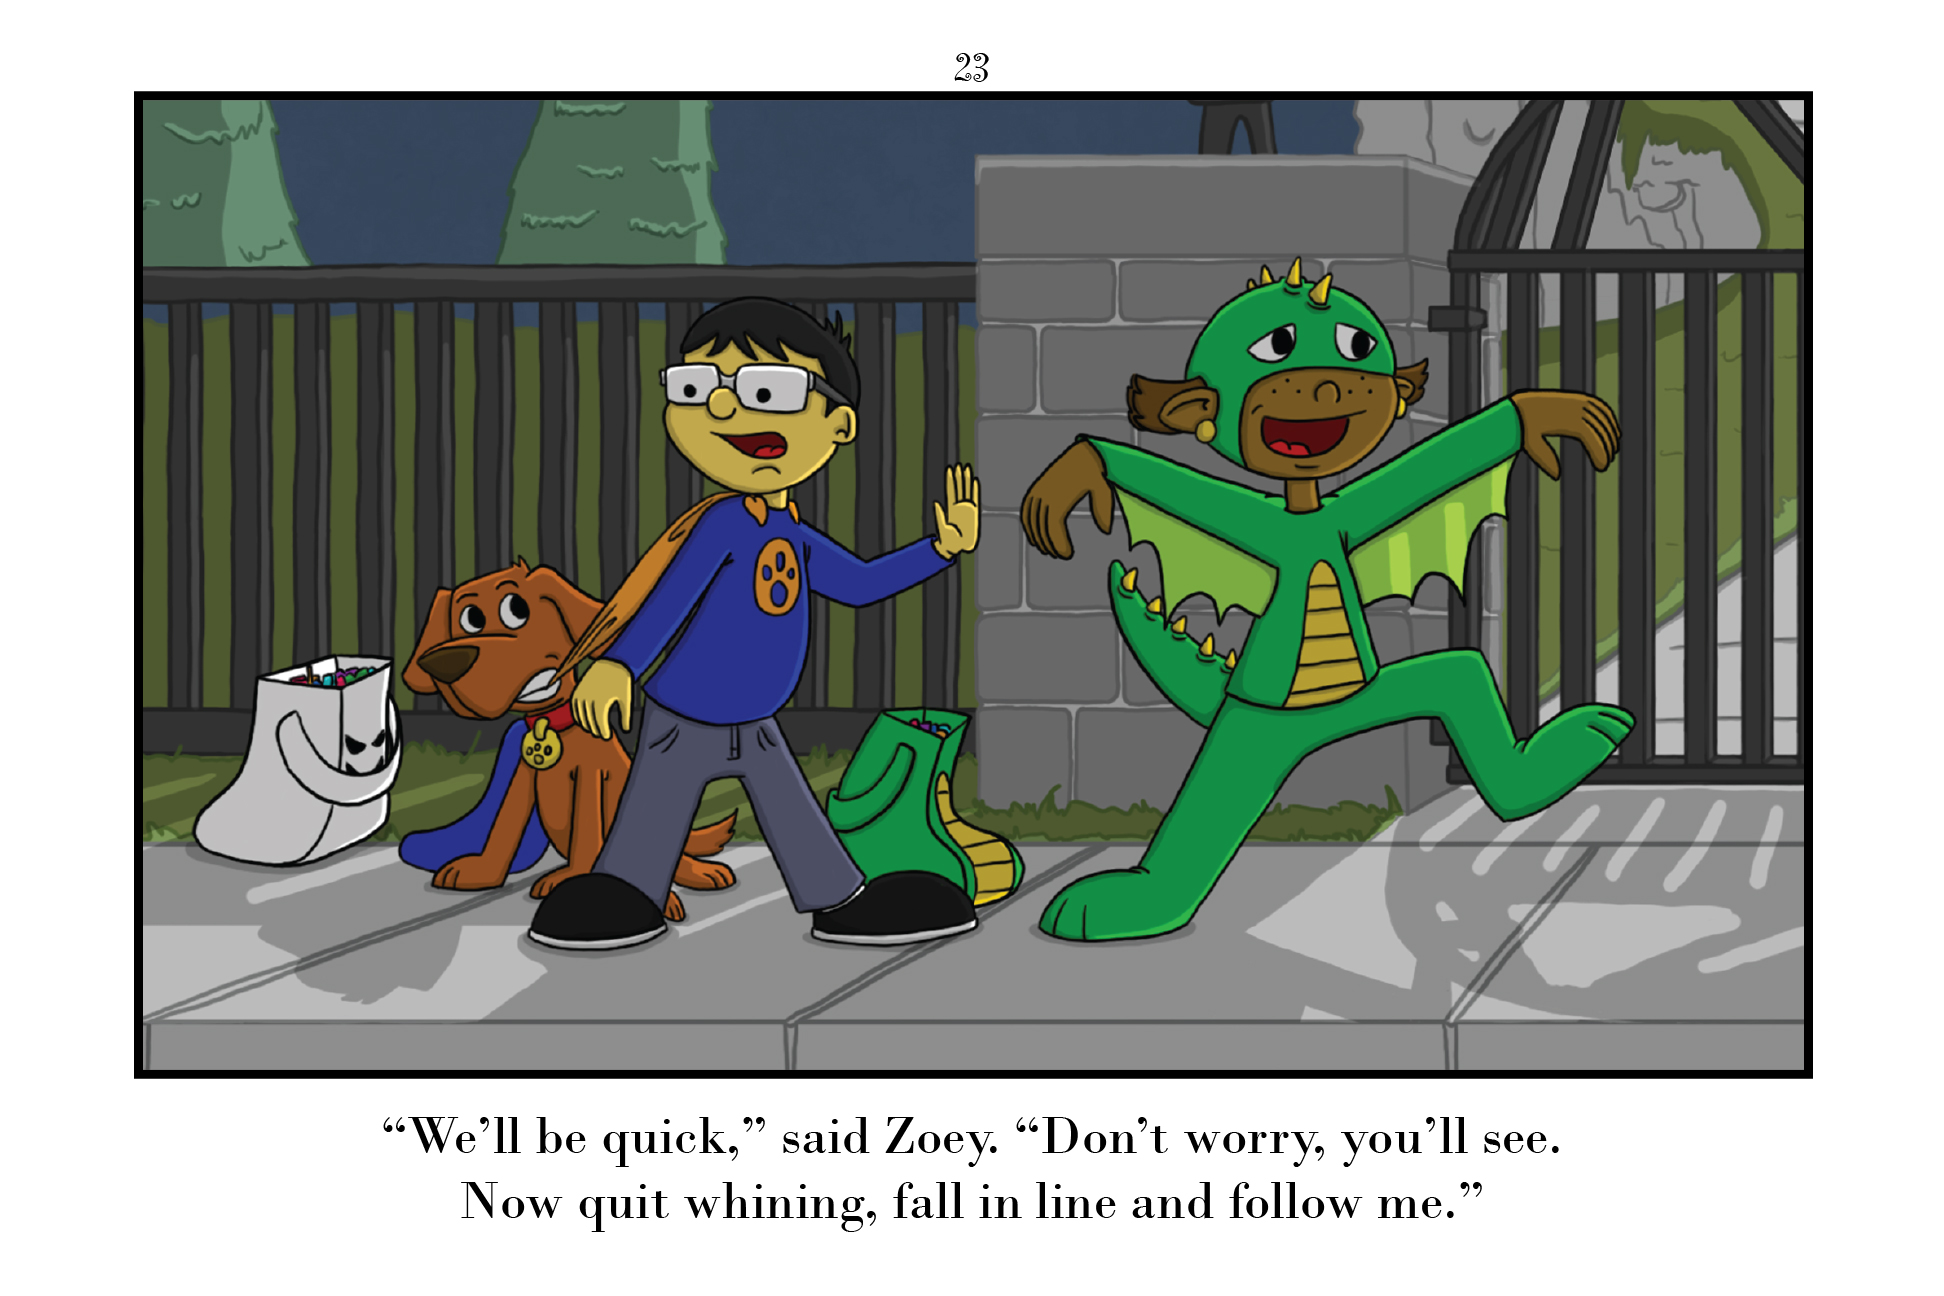 23
“We’ll be quick,” said Zoey. “Don’t worry, you’ll see.
Now quit whining, fall in line and follow me.”